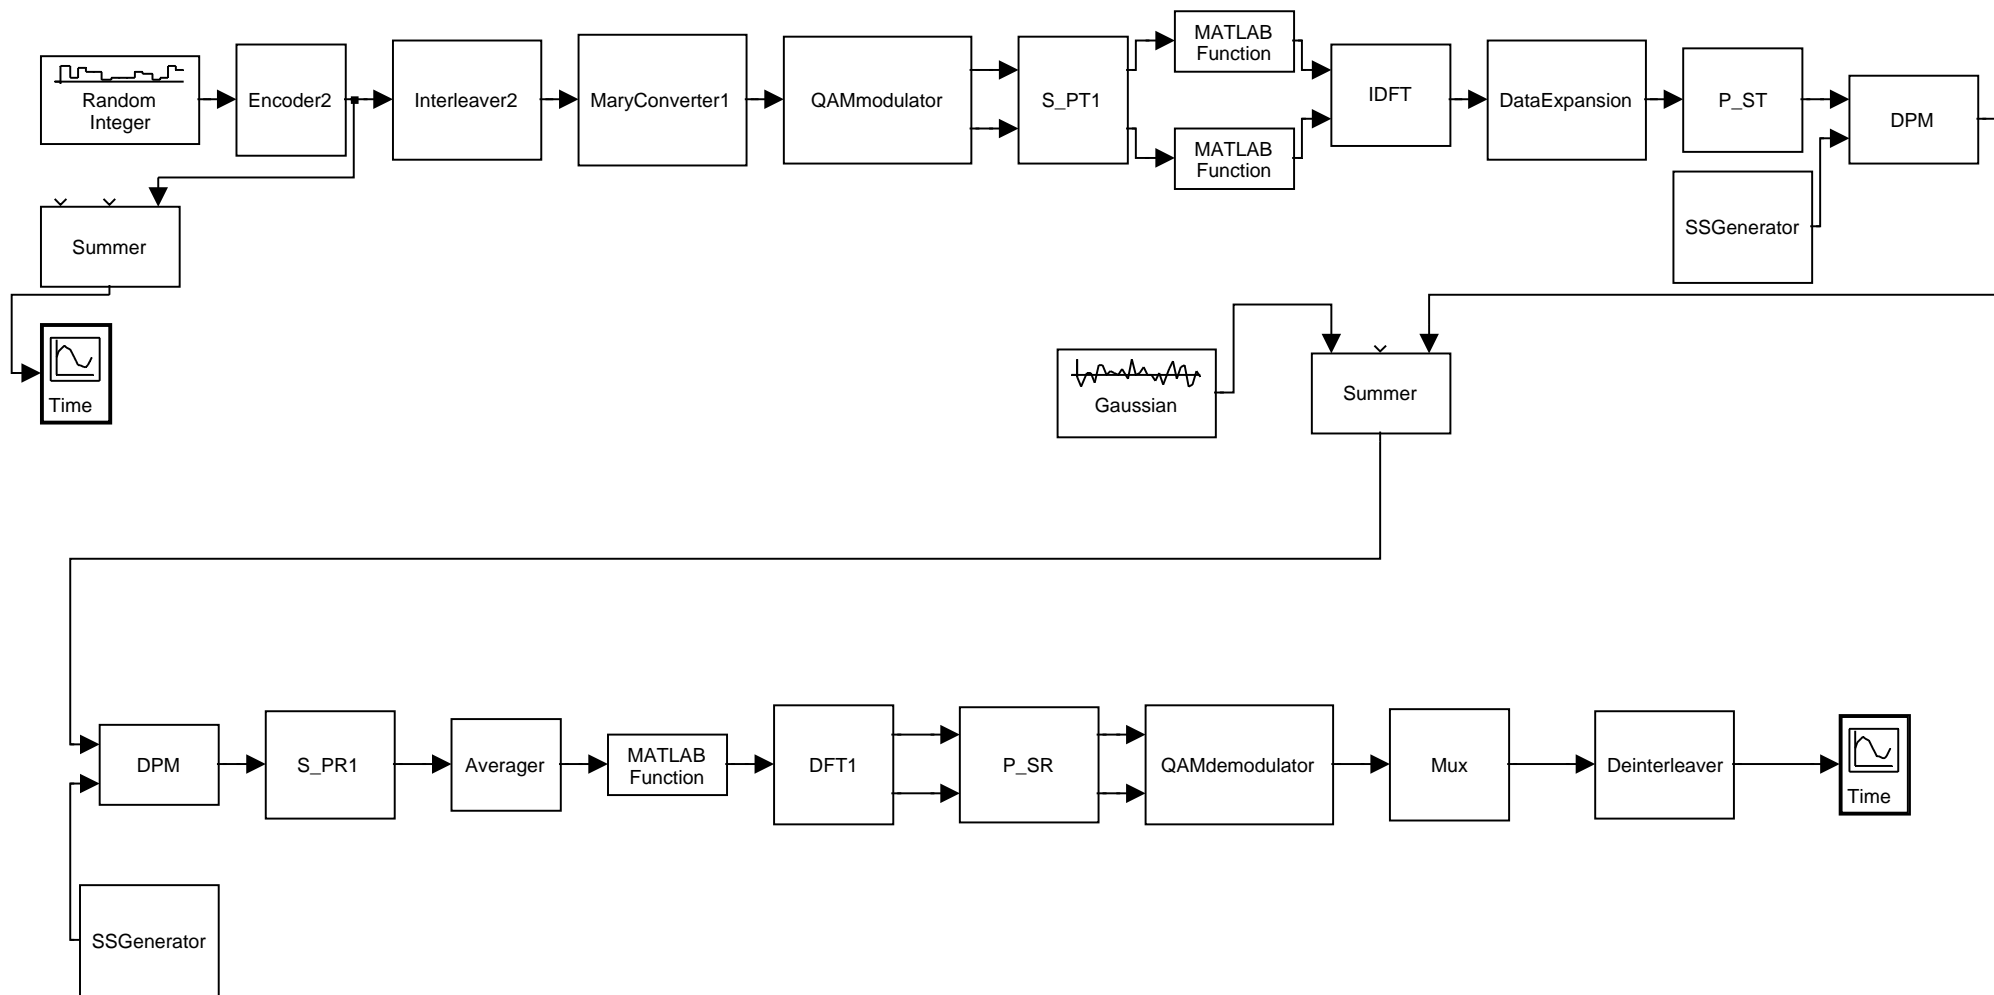 Random
Integer
Encoder2
Interleaver2
MaryConverter1
QAMmodulator
S_PT1
MATLAB
Function
MATLAB
Function
IDFT
DataExpansion
P_ST
DPM
SSGenerator
Summer
Time
Gaussian
Summer
DPM
S_PR1
Averager
MATLAB
Function
DFT1
P_SR
QAMdemodulator
Mux
Deinterleaver
Time
SSGenerator